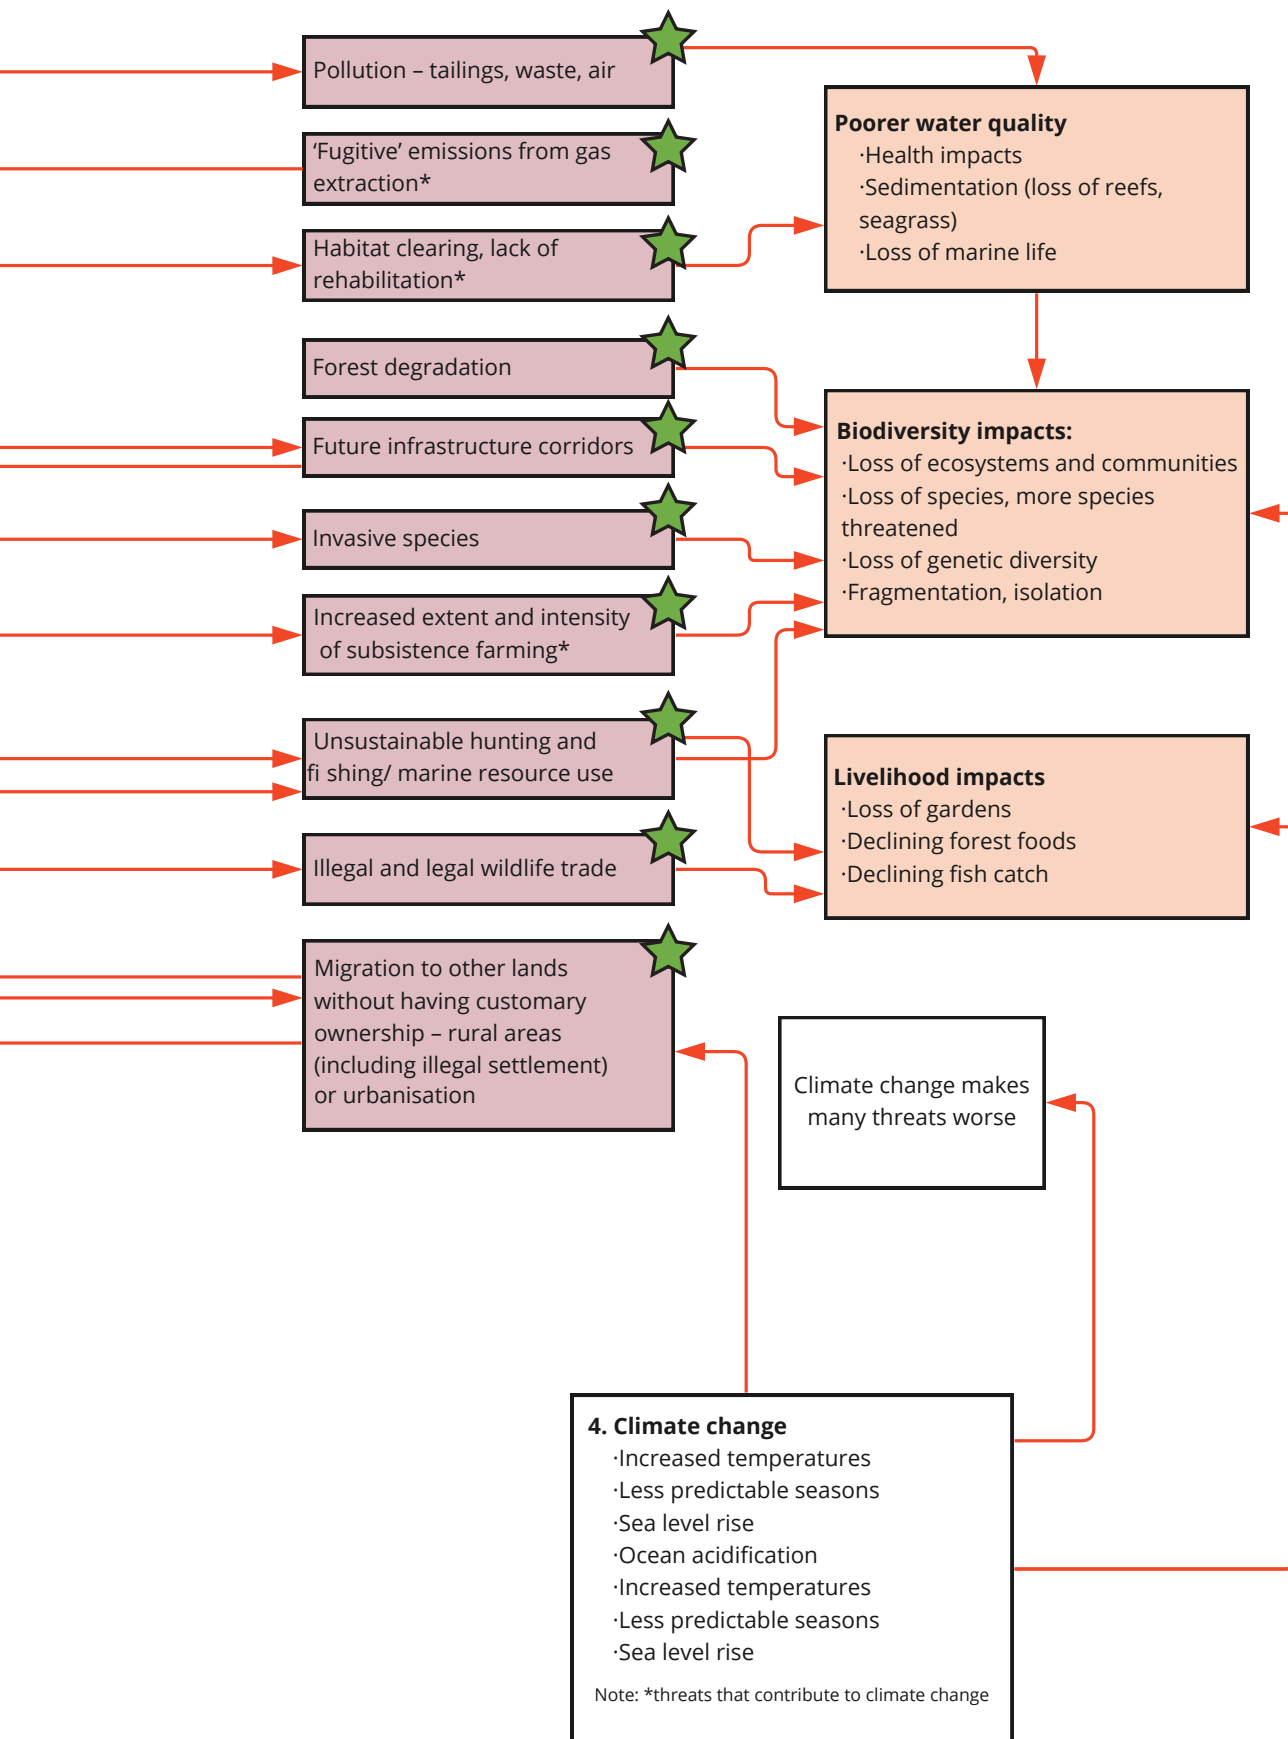 Pollution – tailings, waste, air
‘Fugitive’ emissions from gas
extraction*
Habitat clearing, lack of
rehabilitation*
Forest degradation
Future infrastructure corridors
Invasive species
Increased extent and intensity
of subsistence farming*
Unsustainable hunting and
fi shing/ marine resource use
Illegal and legal wildlife trade
Migration to other lands
without having customary
ownership – rural areas
(including illegal settlement)
or urbanisation
Poorer water quality
·Health impacts
·Sedimentation (loss of reefs,
seagrass)
·Loss of marine life
Biodiversity impacts:
·Loss of ecosystems and communities
·Loss of species, more species
threatened
·Loss of genetic diversity
·Fragmentation, isolation
Livelihood impacts
·Loss of gardens
·Declining forest foods
·Declining fish catch
Climate change makes
many threats worse
4. Climate change
·Increased temperatures
·Less predictable seasons
·Sea level rise
·Ocean acidification
·Increased temperatures
·Less predictable seasons
·Sea level rise
Note: *threats that contribute to climate change